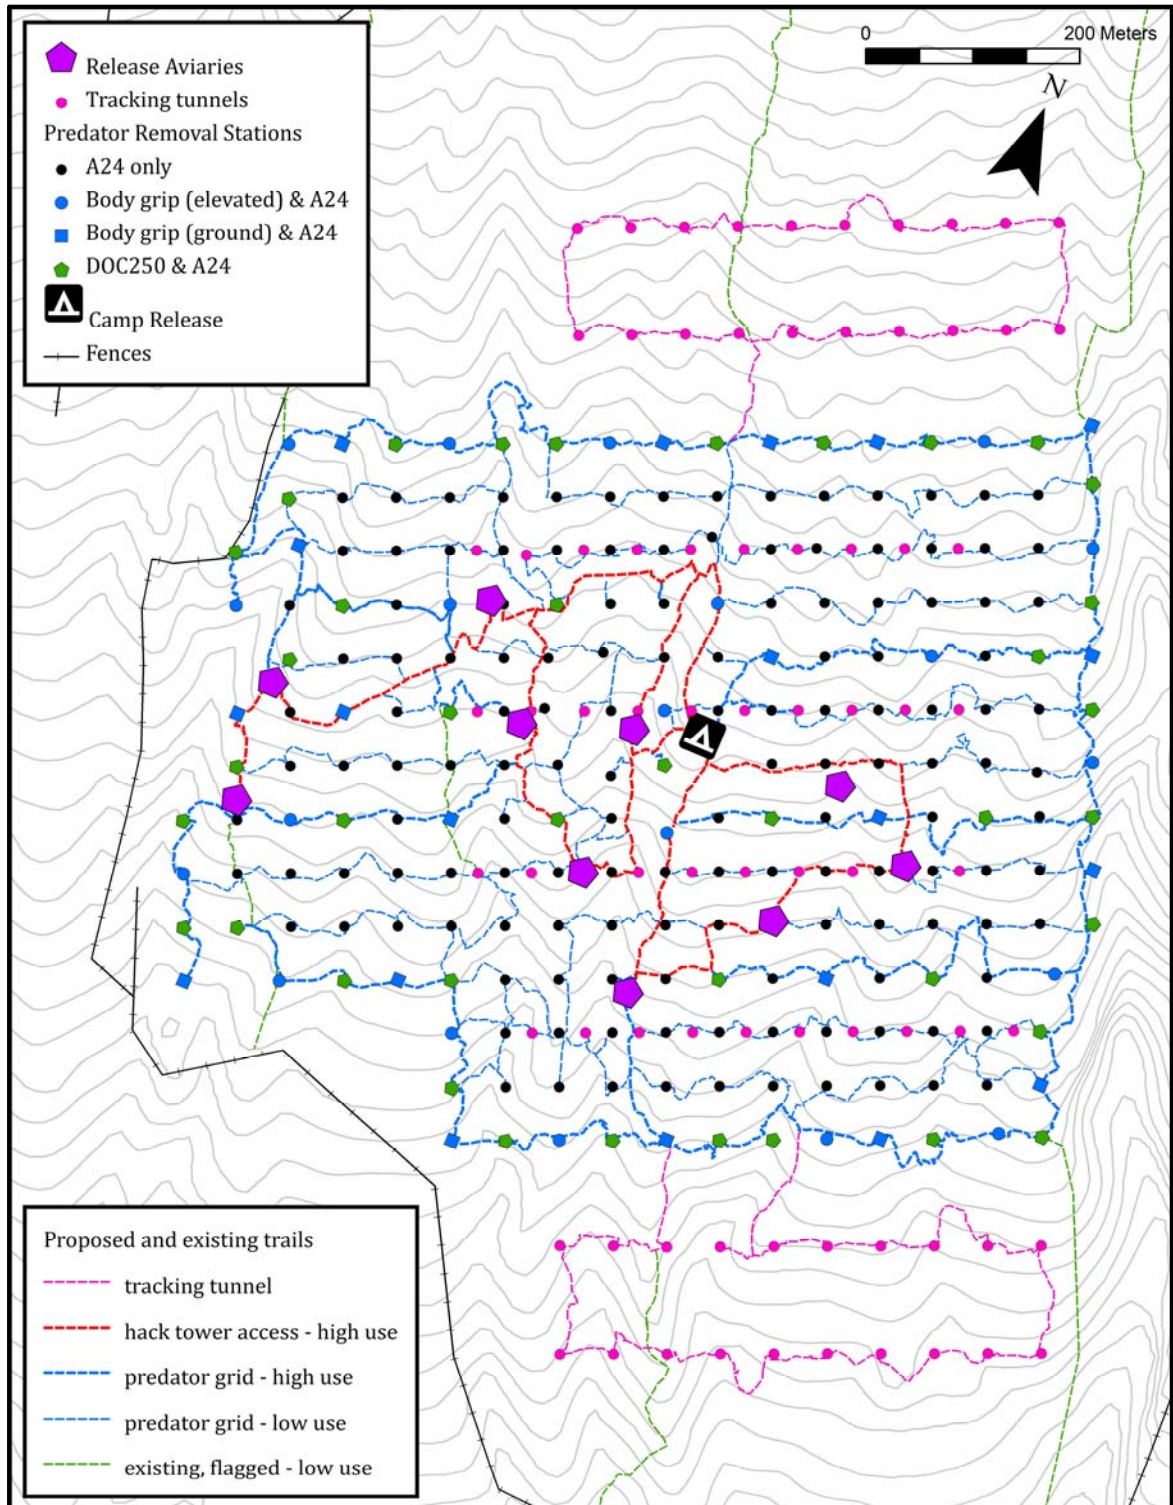 Release Aviaries
Tracking tunnels
Predator Removal Stations
A24 only
Body grip (elevated) & A24
Body grip (ground) & A24
DOC250 & A24
Camp Release
Fences
0 200 Meters
N
Proposed and existing trails
tracking tunnel
hack tower access - high use
predator grid - high use
predator grid - low use
existing, flagged - low use